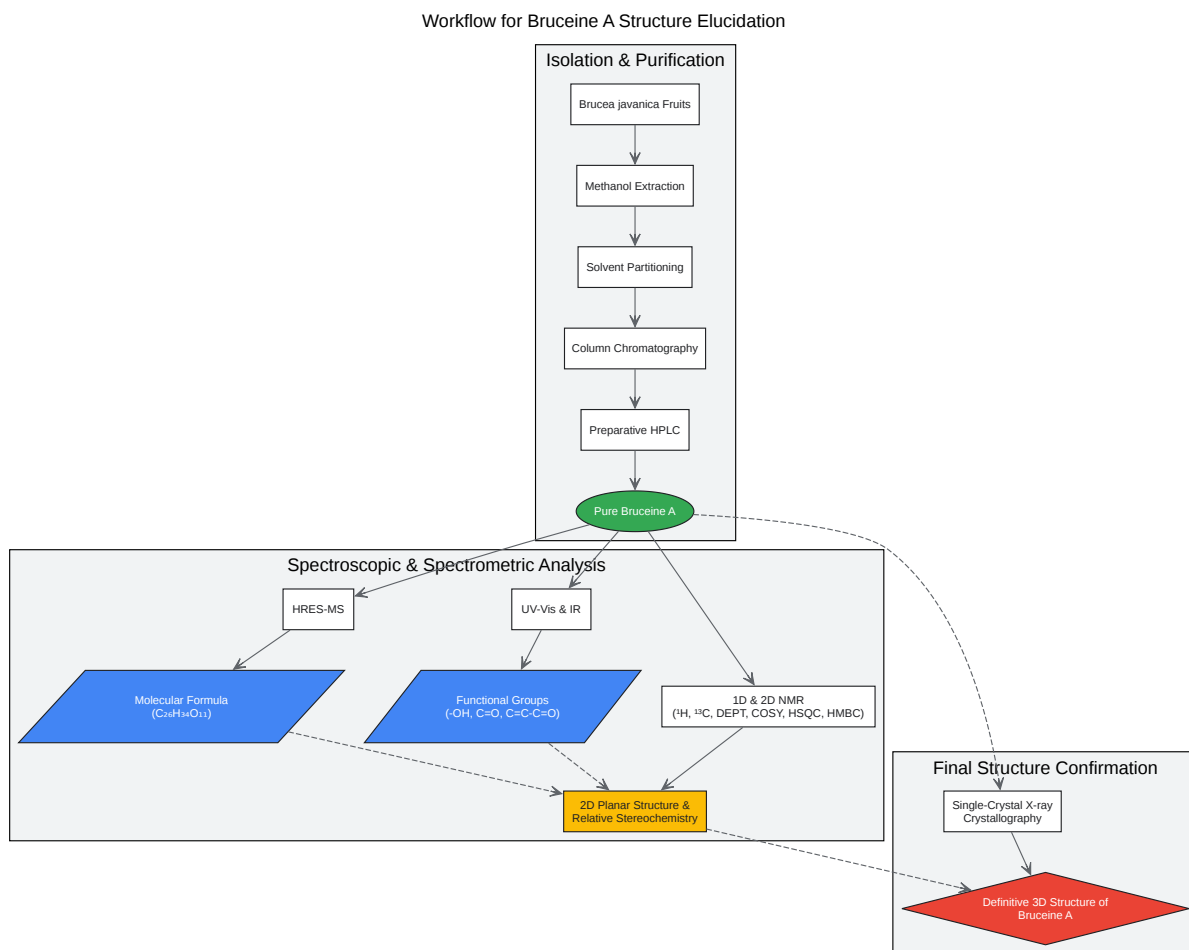 Workflow for Bruceine A Structure Elucidation
Isolation & Purification
Brucea javanica Fruits
Methanol Extraction
Solvent Partitioning
Column Chromatography
Preparative HPLC
Pure Bruceine A
Spectroscopic & Spectrometric Analysis
HRES-MS
UV-Vis & IR
Molecular Formula
(C₂₆H₃₄O₁₁)
Functional Groups
(-OH, C=O, C=C-C=O)
1D & 2D NMR
(¹H, ¹³C, DEPT, COSY, HSQC, HMBC)
2D Planar Structure &
Relative Stereochemistry
Final Structure Confirmation
Single-Crystal X-ray
Crystallography
Definitive 3D Structure of
Bruceine A